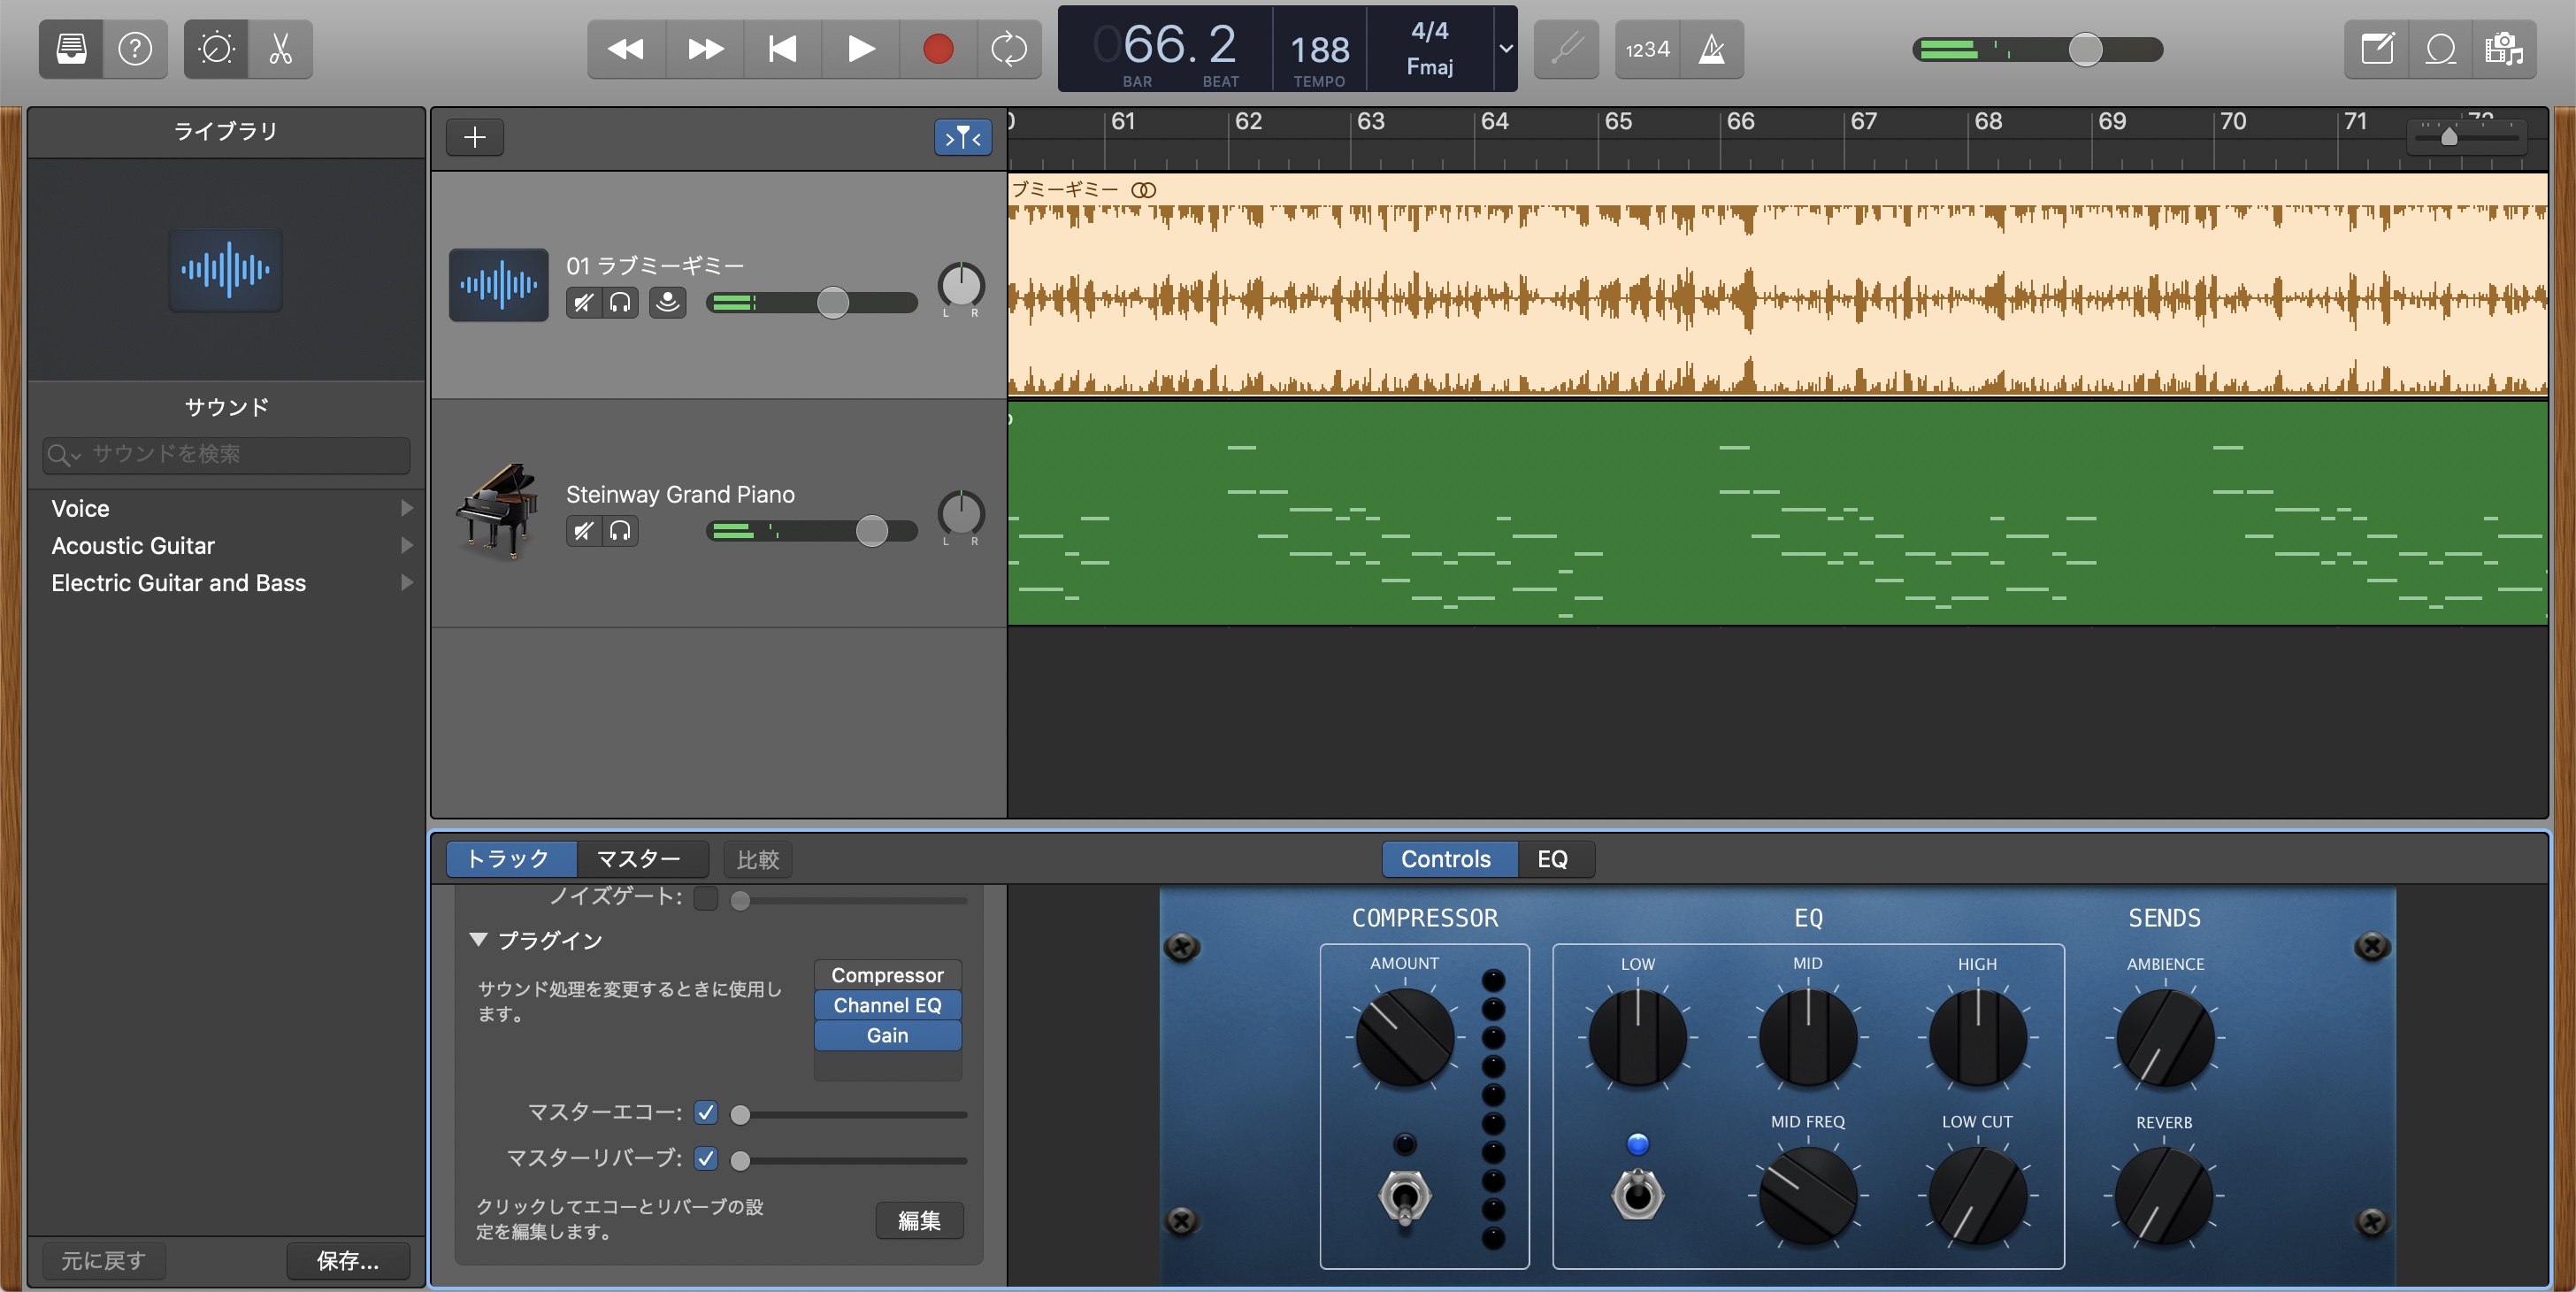 066. 2
BAR
BEAT
188
TEMPO
4/4
Fmaj
1234
ライブラリ
サウンド
サウンドを検索
Voice
Acoustic Guitar
Electric Guitar and Bass
元に戻す
保存...
61
62
63
64
65
66
67
68
69
70
71
01 ラブミーギミー
L R
ブミーギミー
Steinway Grand Piano
L R
トラック
マスター
比較
Controls
EQ
ノイズゲート:
プラグイン
サウンド処理を変更するときに使用し
ます。
Compressor
Channel EQ
Gain
マスターエコー:
マスターリバーブ:
クリックしてエコーとリバーブの設
定を編集します。
編集
COMPRESSOR
AMOUNT
EQ
LOW
MID
HIGH
MID FREQ
LOW CUT
SENDS
AMBIENCE
REVERB